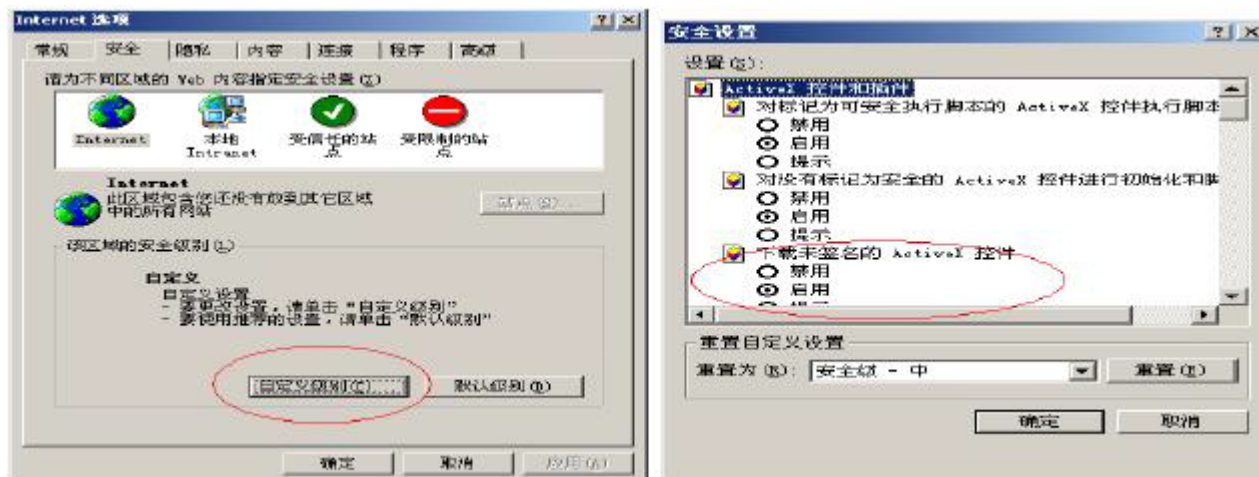 Internet 选项
常规 安全 隐私 内容 连接 程序 高级
请为不同区域的 Web 内容指定安全设置(Z)
Internet
本地
Intranet
受信任的站
点
受限制的站
点
Internet
此区域包含您还没有放到其它区域
中的所有网站
站点(S)...
该区域的安全级别(L)
自定义
自定义设置
- 要更改设置，请单击“自定义级别”
- 要使用推荐的设置，请单击“默认级别”
自定义级别(C)... 默认级别(D)
确定 取消 应用(A)
安全设置
设置(S):
ActiveX 控件和插件
对标记为可安全执行脚本的 ActiveX 控件执行脚本
禁用
启用
提示
对没有标记为安全的 ActiveX 控件进行初始化和脚
禁用
启用
提示
下载未签名的 ActiveX 控件
禁用
启用
提示
重置自定义设置
重置为(R): 安全级 - 中 重置(E)
确定 取消